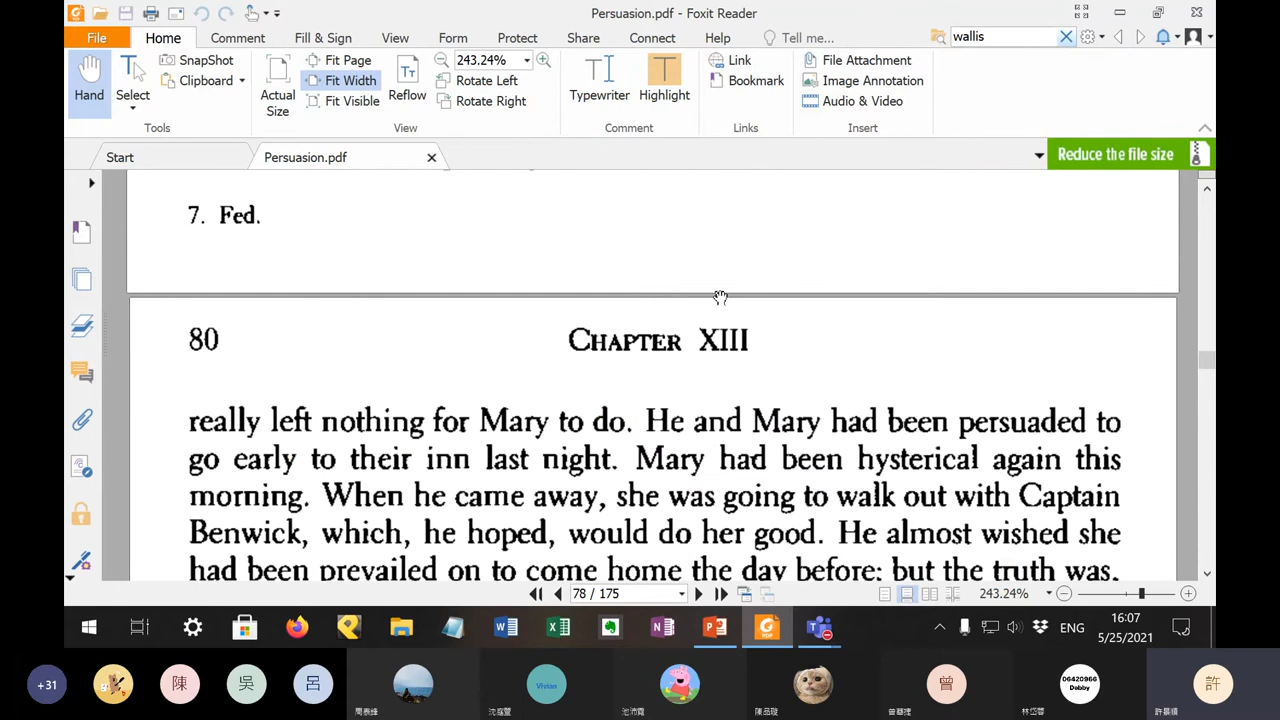 Persuasion.pdf - Foxit Reader
File Home Comment Fill & Sign View Form Protect Share Connect Help Tell me... wallis
Hand Select SnapShot Clipboard Actual Size Fit Page Fit Width Fit Visible Reflow 243.24% Rotate Left Rotate Right Typewriter Highlight Link Bookmark File Attachment Image Annotation Audio & Video
Tools View Comment Links Insert
Start Persuasion.pdf Reduce the file size
7. Fed.
80 CHAPTER XIII
really left nothing for Mary to do. He and Mary had been persuaded to
go early to their inn last night. Mary had been hysterical again this
morning. When he came away, she was going to walk out with Captain
Benwick, which, he hoped, would do her good. He almost wished she
had been prevailed on to come home the day before; but the truth was,
78 / 175 243.24%
ENG 16:07
5/25/2021
+31 陳 吳 呂 Vivian 曾 06420966 Debby 許